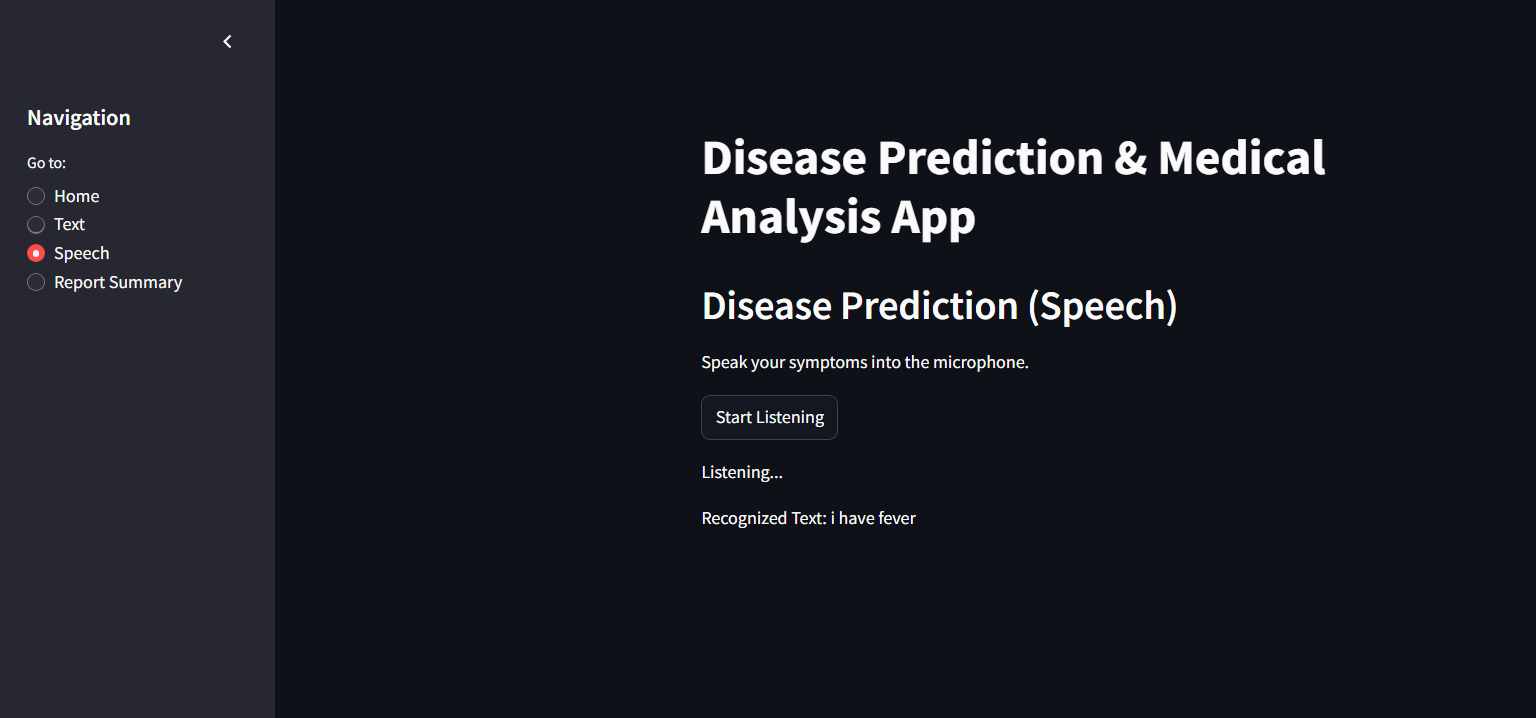 Navigation
Go to:
Home
Text
Speech
Report Summary
Disease Prediction & Medical
Analysis App
Disease Prediction (Speech)
Speak your symptoms into the microphone.
Start Listening
Listening...
Recognized Text: i have fever